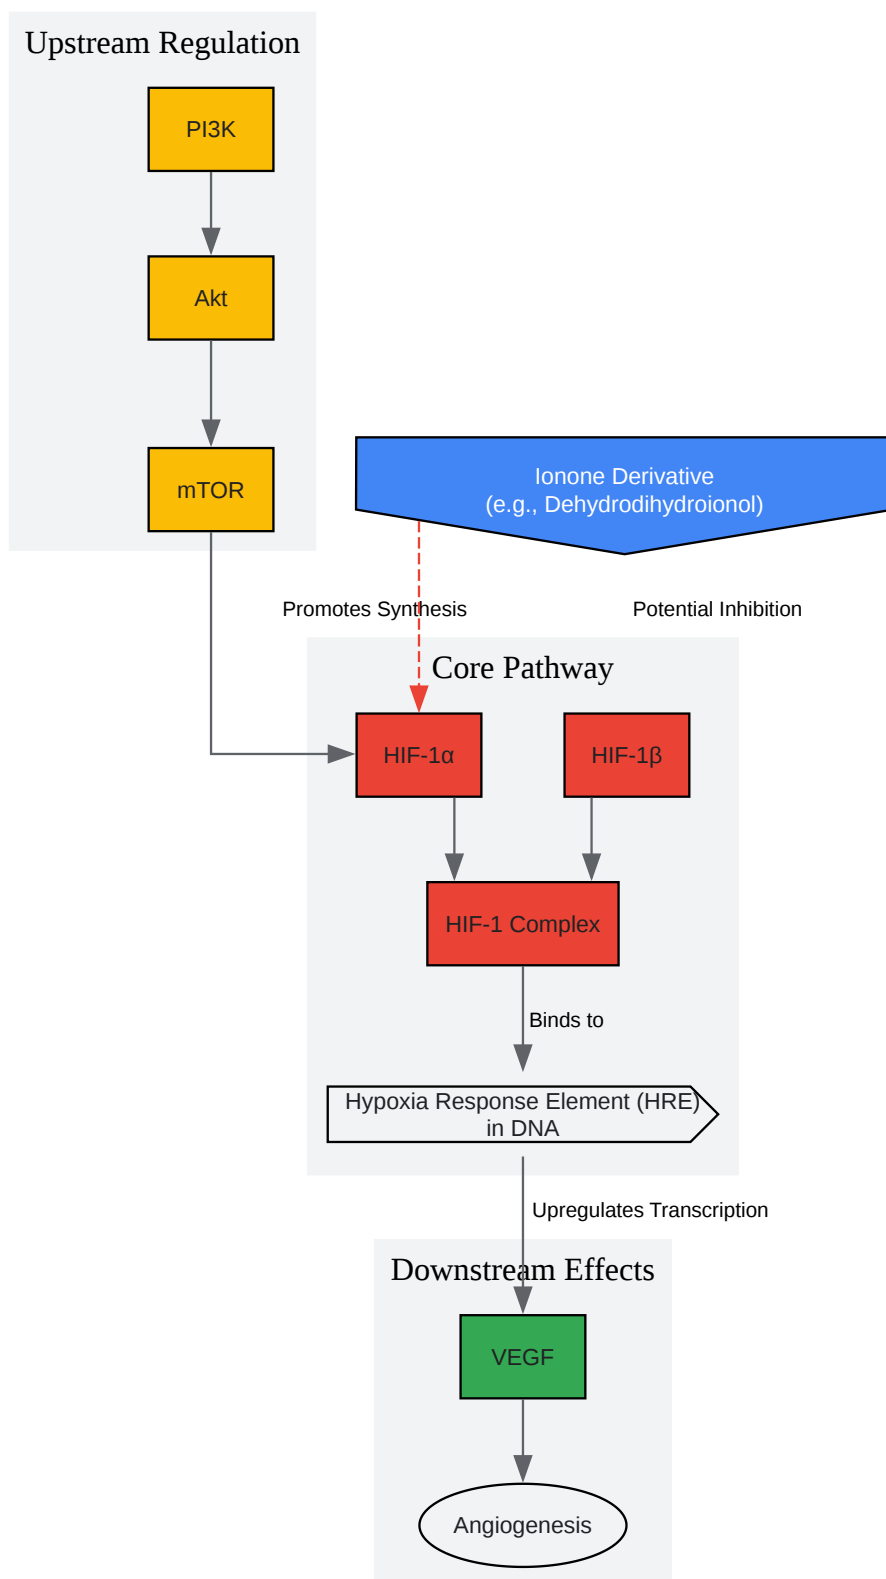 Upstream Regulation
PI3K
Akt
mTOR
Ionone Derivative
(e.g., Dehydrodihydroionol)
Promotes Synthesis
Potential Inhibition
Core Pathway
HIF-1α
HIF-1β
HIF-1 Complex
Binds to
Hypoxia Response Element (HRE)
in DNA
Upregulates Transcription
Downstream Effects
VEGF
Angiogenesis